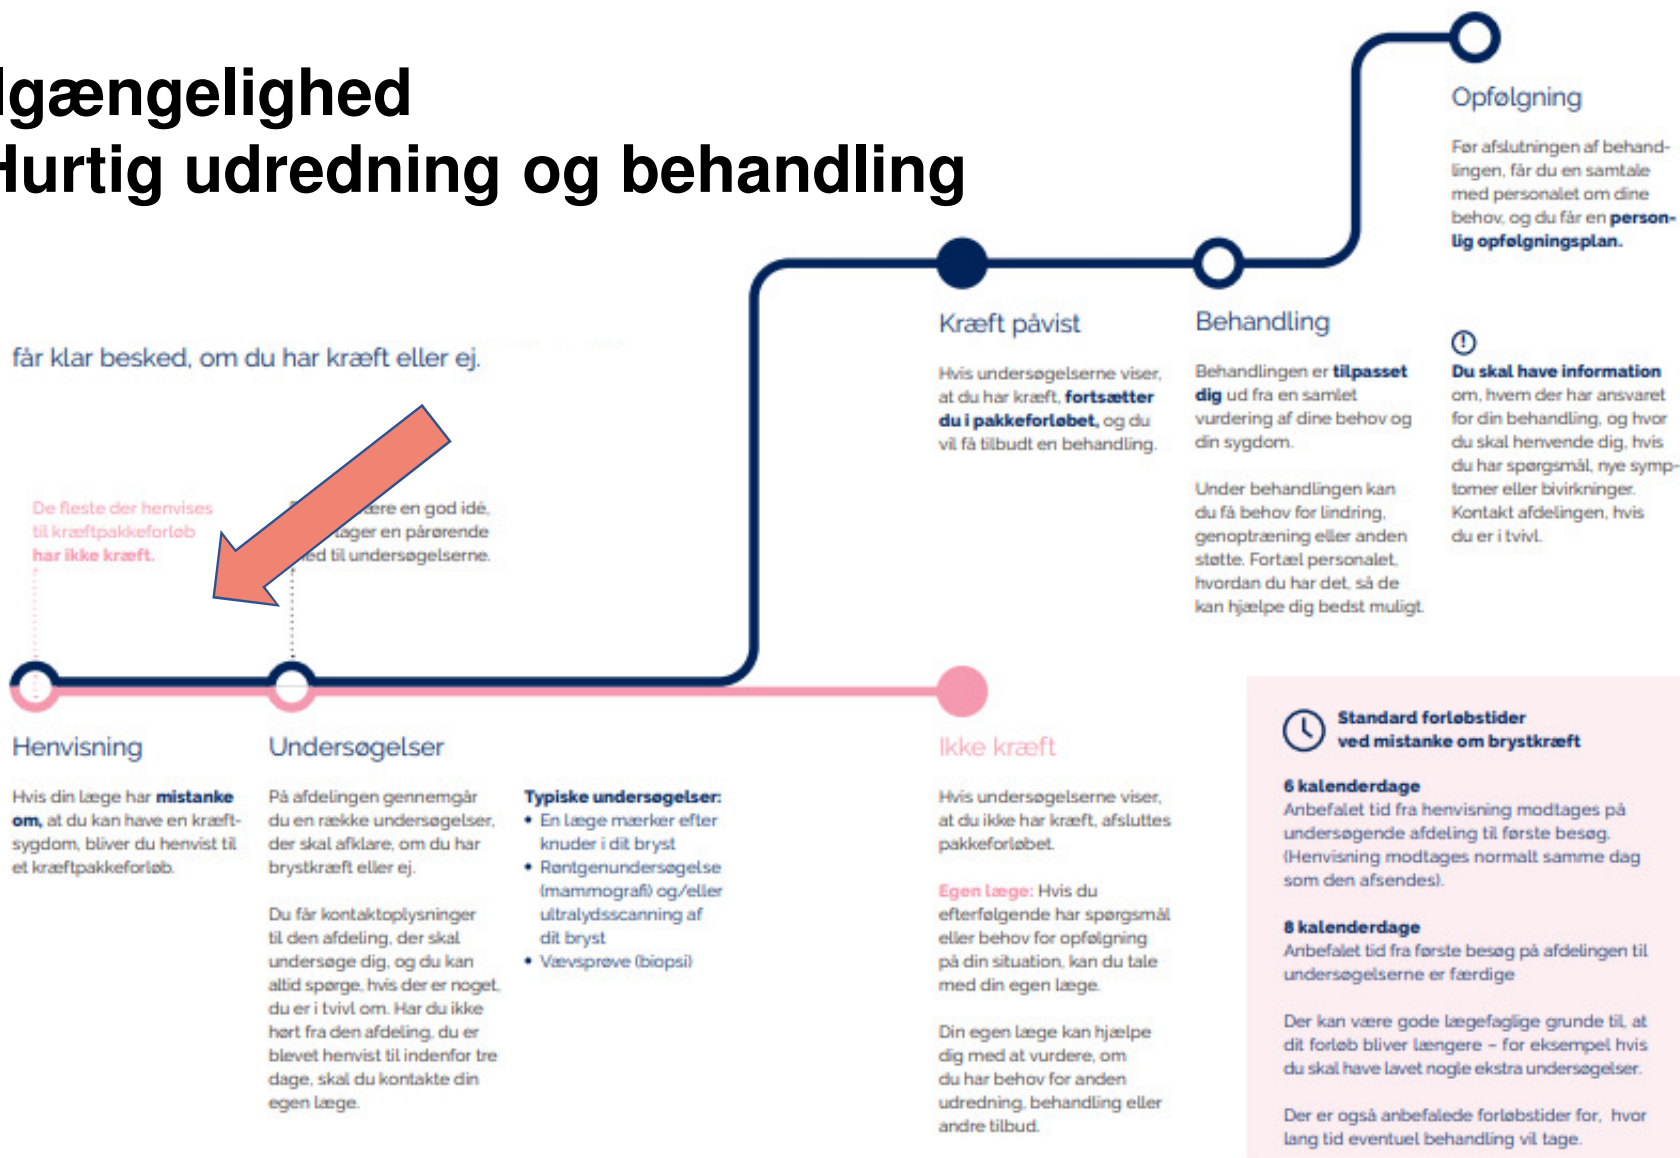 lgængelighed
Hurtig udredning og behandling
får klar besked, om du har kræft eller ej.
De fleste der henvises
til kræftpakkeforløb
har ikke kræft.
ære en god idé,
ager en pårørende
ed til undersøgelserne.
Henvisning
Hvis din læge har mistanke
om, at du kan have en kræft-
sygdom, bliver du henvist til
et kræftpakkeforløb.
Undersøgelser
På afdelingen gennemgår
du en række undersøgelser,
der skal afklare, om du har
brystkræft eller ej.
Du får kontaktoplysninger
til den afdeling, der skal
undersøge dig, og du kan
altid spørge, hvis der er noget,
du er i tvivl om. Har du ikke
hørt fra den afdeling, du er
blevet henvist til indenfor tre
dage, skal du kontakte din
egen læge.
Typiske undersøgelser:
• En læge mærker efter
knuder i dit bryst
• Røntgenundersøgelse
(mammografi) og/eller
ultralydsscanning af
dit bryst
• Vævsprøve (biopsi)
Kræft påvist
Hvis undersøgelserne viser,
at du har kræft, fortsætter
du i pakkeforløbet, og du
vil få tilbudt en behandling.
Behandling
Behandlingen er tilpasset
dig ud fra en samlet
vurdering af dine behov og
din sygdom.
Under behandlingen kan
du få behov for lindring,
genoptræning eller anden
støtte. Fortæl personalet,
hvordan du har det, så de
kan hjælpe dig bedst muligt.
Opfølgning
Før afslutningen af behand-
lingen, får du en samtale
med personalet om dine
behov, og du får en person-
lig opfølgningsplan.
Du skal have information
om, hvem der har ansvaret
for din behandling, og hvor
du skal henvende dig, hvis
du har spørgsmål, nye symp-
tomer eller bivirkninger.
Kontakt afdelingen, hvis
du er i tvivl.
Ikke kræft
Hvis undersøgelserne viser,
at du ikke har kræft, afsluttes
pakkeforløbet.
Egen læge: Hvis du
efterfølgende har spørgsmål
eller behov for opfølgning
på din situation, kan du tale
med din egen læge.
Din egen læge kan hjælpe
dig med at vurdere, om
du har behov for anden
udredning, behandling eller
andre tilbud.
Standard forløbstider
ved mistanke om brystkræft
6 kalenderdage
Anbefalet tid fra henvisning modtages på
undersøgende afdeling til første besøg.
(Henvisning modtages normalt samme dag
som den afsendes).
8 kalenderdage
Anbefalet tid fra første besøg på afdelingen til
undersøgelserne er færdige
Der kan være gode lægefaglige grunde til, at
dit forløb bliver længere – for eksempel hvis
du skal have lavet nogle ekstra undersøgelser.
Der er også anbefalede forløbstider for, hvor
lang tid eventuel behandling vil tage.